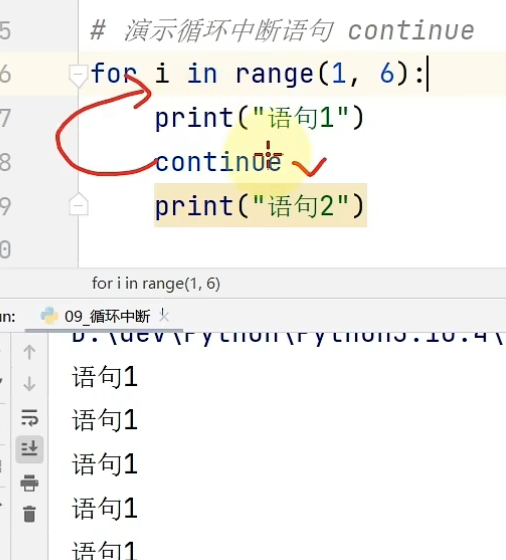 5 # 演示循环中断语句 continue
6 for i in range(1, 6):
7 print("语句1")
8 continue
9 print("语句2")
0
for i in range(1, 6)
un: 09_循环中断 ×
D:\dev\Python\Python3.10.4\
语句1
语句1
语句1
语句1
语句1